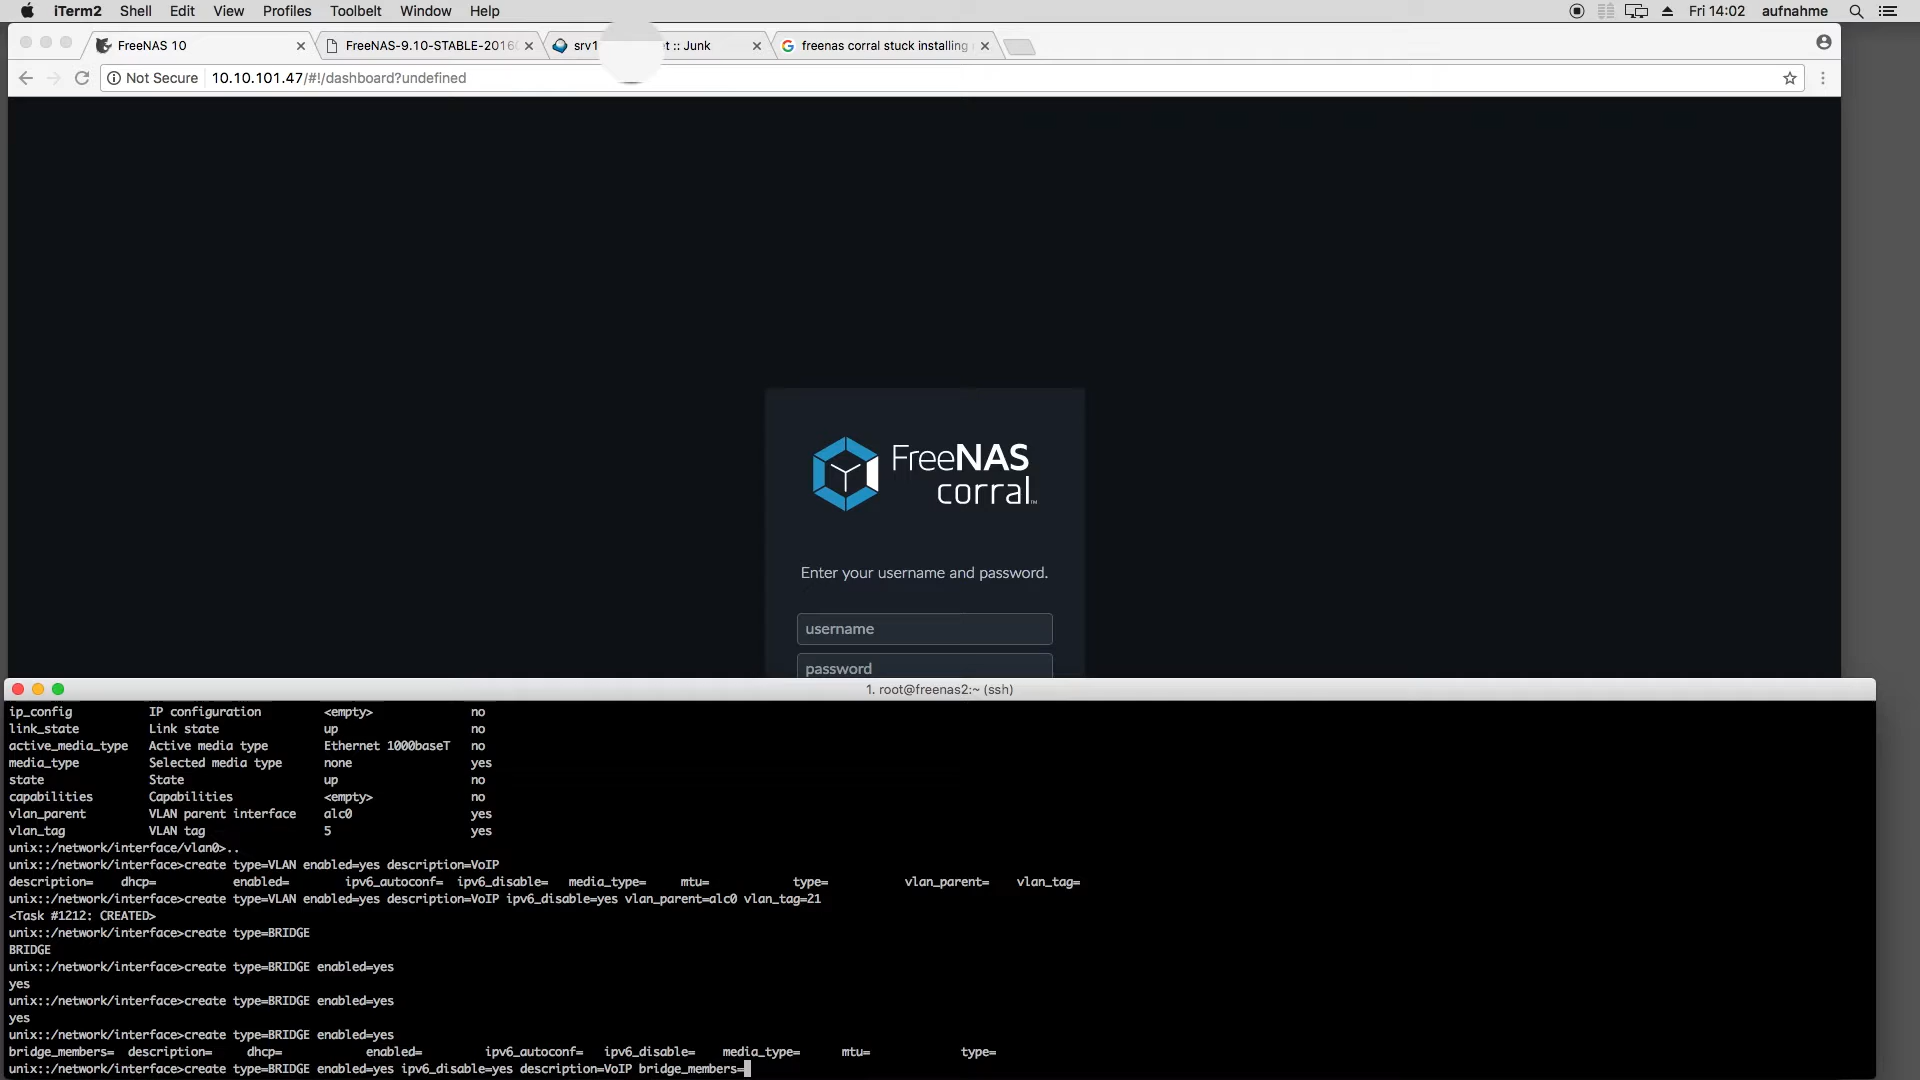 iTerm2 Shell Edit View Profiles Toolbelt Window Help Fri 14:02 aufnahme
FreeNAS 10 FreeNAS-9.10-STABLE-2016 srv1 t :: Junk freenas corral stuck installing
Not Secure 10.10.101.47/#!/dashboard?undefined
FreeNAS
corral™
Enter your username and password.
username
password
1. root@freenas2:~ (ssh)
ip_config IP configuration <empty> no
link_state Link state up no
active_media_type Active media type Ethernet 1000baseT no
media_type Selected media type none yes
state State up no
capabilities Capabilities <empty> no
vlan_parent VLAN parent interface alc0 yes
vlan_tag VLAN tag 5 yes
unix::/network/interface/vlan0>..
unix::/network/interface>create type=VLAN enabled=yes description=VoIP
description= dhcp= enabled= ipv6_autoconf= ipv6_disable= media_type= mtu= type= vlan_parent= vlan_tag=
unix::/network/interface>create type=VLAN enabled=yes description=VoIP ipv6_disable=yes vlan_parent=alc0 vlan_tag=21
<Task #1212: CREATED>
unix::/network/interface>create type=BRIDGE
BRIDGE
unix::/network/interface>create type=BRIDGE enabled=yes
yes
unix::/network/interface>create type=BRIDGE enabled=yes
yes
unix::/network/interface>create type=BRIDGE enabled=yes
bridge_members= description= dhcp= enabled= ipv6_autoconf= ipv6_disable= media_type= mtu= type=
unix::/network/interface>create type=BRIDGE enabled=yes ipv6_disable=yes description=VoIP bridge_members=